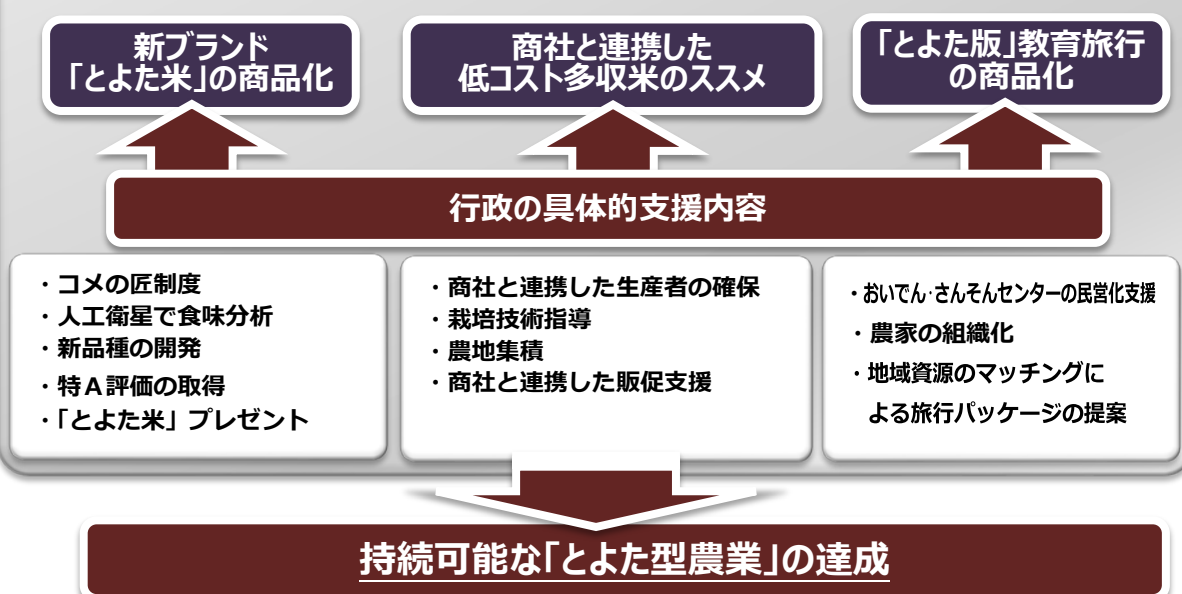 新ブランド
「とよた米」の商品化
商社と連携した
低コスト多収米のススメ
「とよた版」教育旅行
の商品化
行政の具体的支援内容
・コメの匠制度
・人工衛星で食味分析
・新品種の開発
・特A評価の取得
・「とよた米」プレゼント
・商社と連携した生産者の確保
・栽培技術指導
・農地集積
・商社と連携した販促支援
・おいでん・さんそんセンターの民営化支援
・農家の組織化
・地域資源のマッチングに
よる旅行パッケージの提案
持続可能な「とよた型農業」の達成